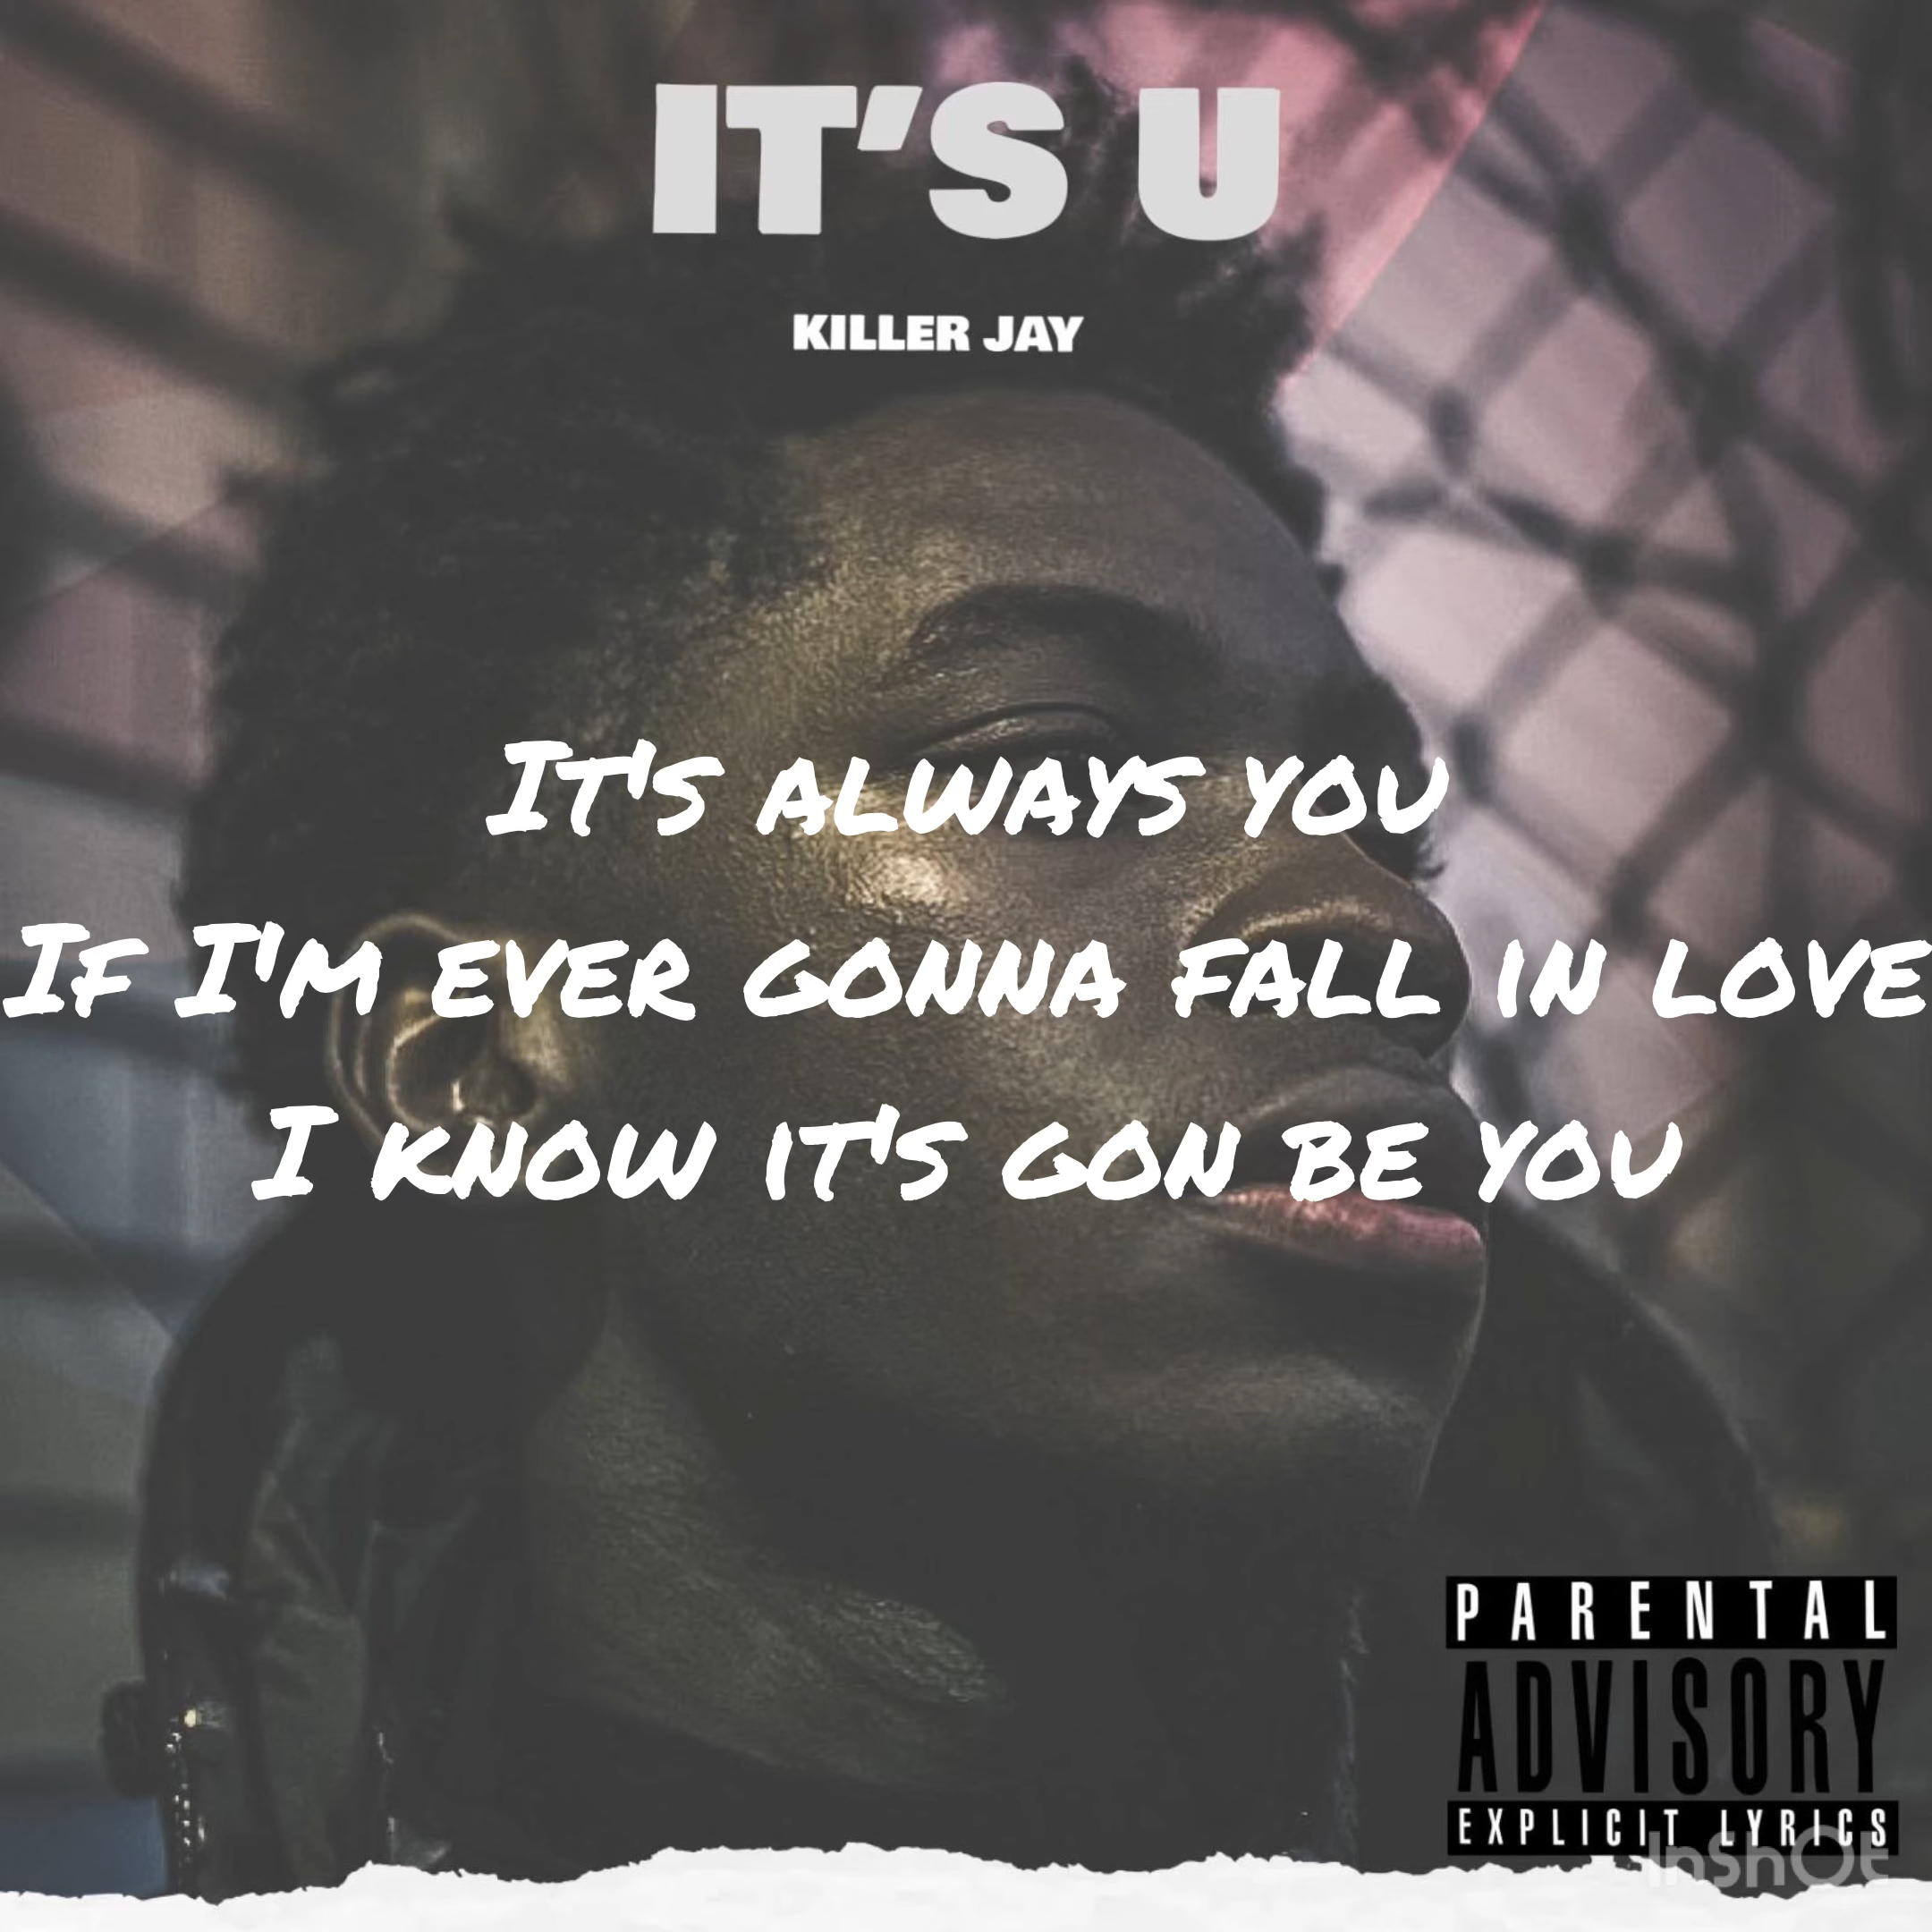 IT'S U
KILLER JAY
It's always you
If I'm ever gonna fall in love
I know it's gon be you
PARENTAL
ADVISORY
EXPLICIT LYRICS
InShOt